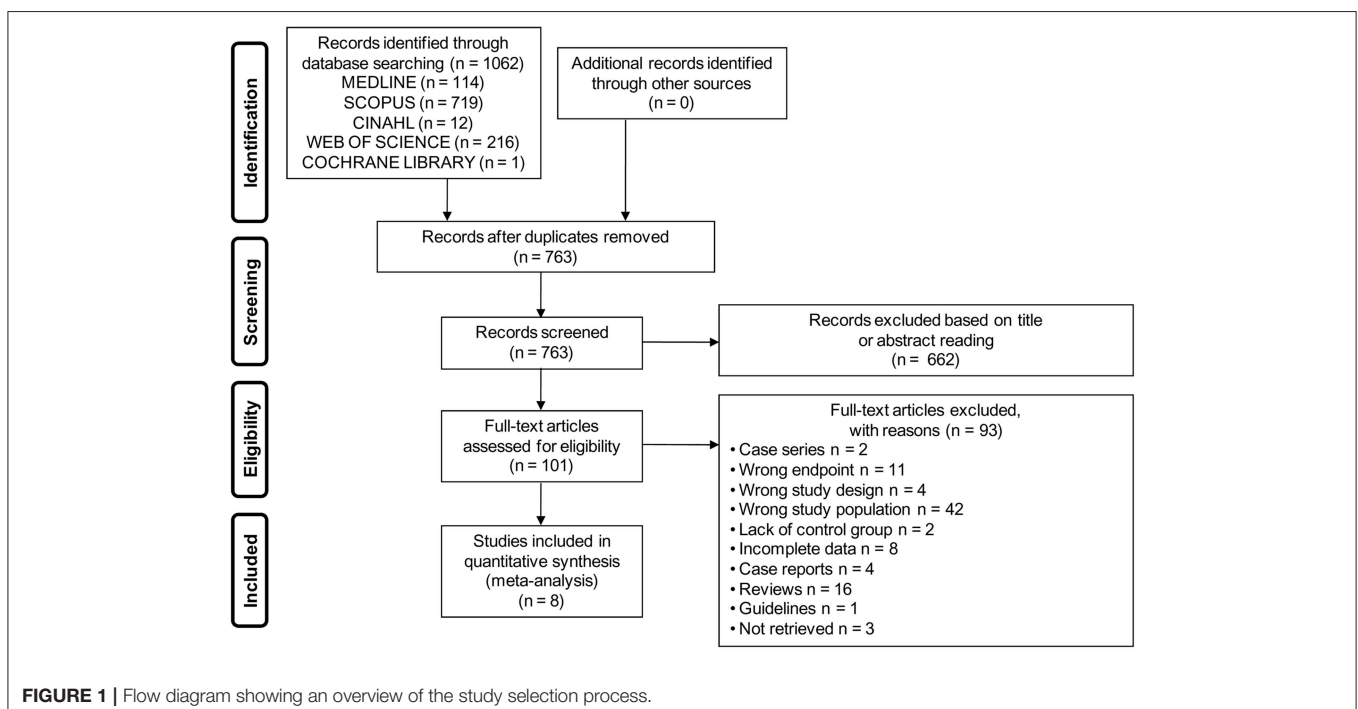 Identification
Records identified through
database searching (n = 1062)
MEDLINE (n = 114)
SCOPUS (n = 719)
CINAHL (n = 12)
WEB OF SCIENCE (n = 216)
COCHRANE LIBRARY (n = 1)
Additional records identified
through other sources
(n = 0)
Records after duplicates removed
(n = 763)
Screening
Records screened
(n = 763)
Records excluded based on title
or abstract reading
(n = 662)
Eligibility
Full-text articles
assessed for eligibility
(n = 101)
Full-text articles excluded,
with reasons (n = 93)
• Case series n = 2
• Wrong endpoint n = 11
• Wrong study design n = 4
• Wrong study population n = 42
• Lack of control group n = 2
• Incomplete data n = 8
• Case reports n = 4
• Reviews n = 16
• Guidelines n = 1
• Not retrieved n = 3
Included
Studies included in
quantitative synthesis
(meta-analysis)
(n = 8)
FIGURE 1 | Flow diagram showing an overview of the study selection process.